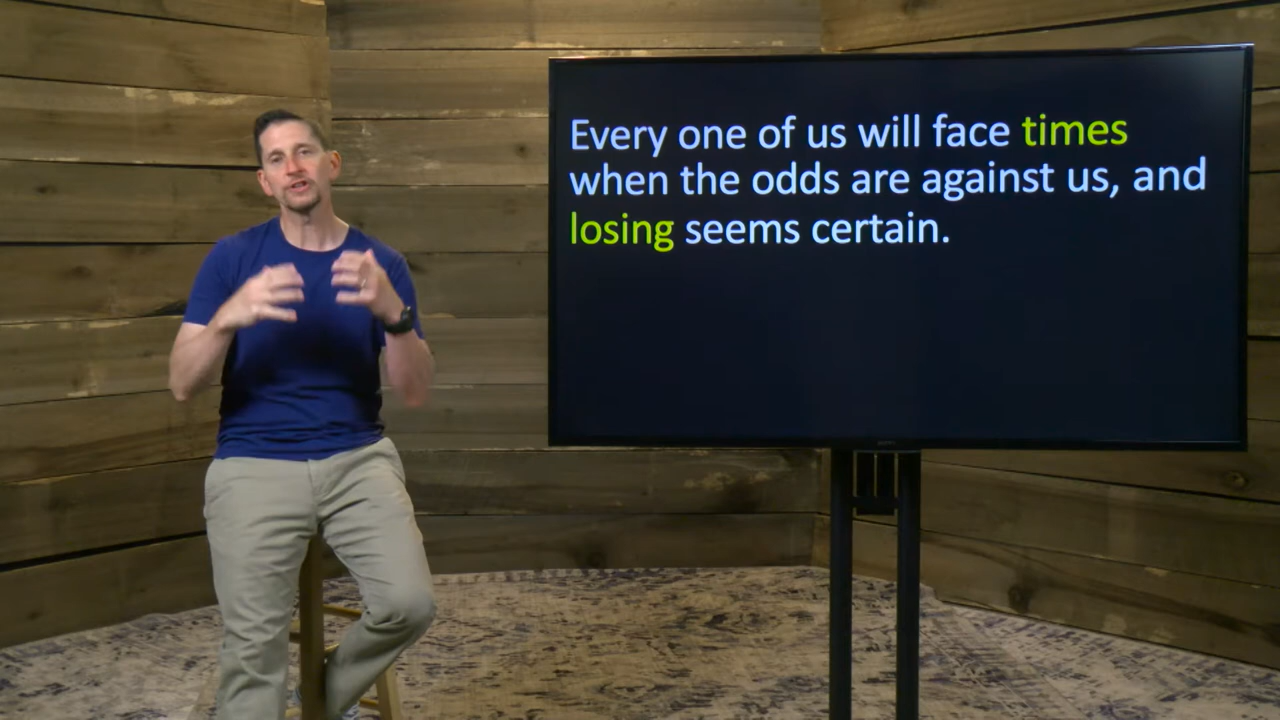 Every one of us will face times
when the odds are against us, and
losing seems certain.